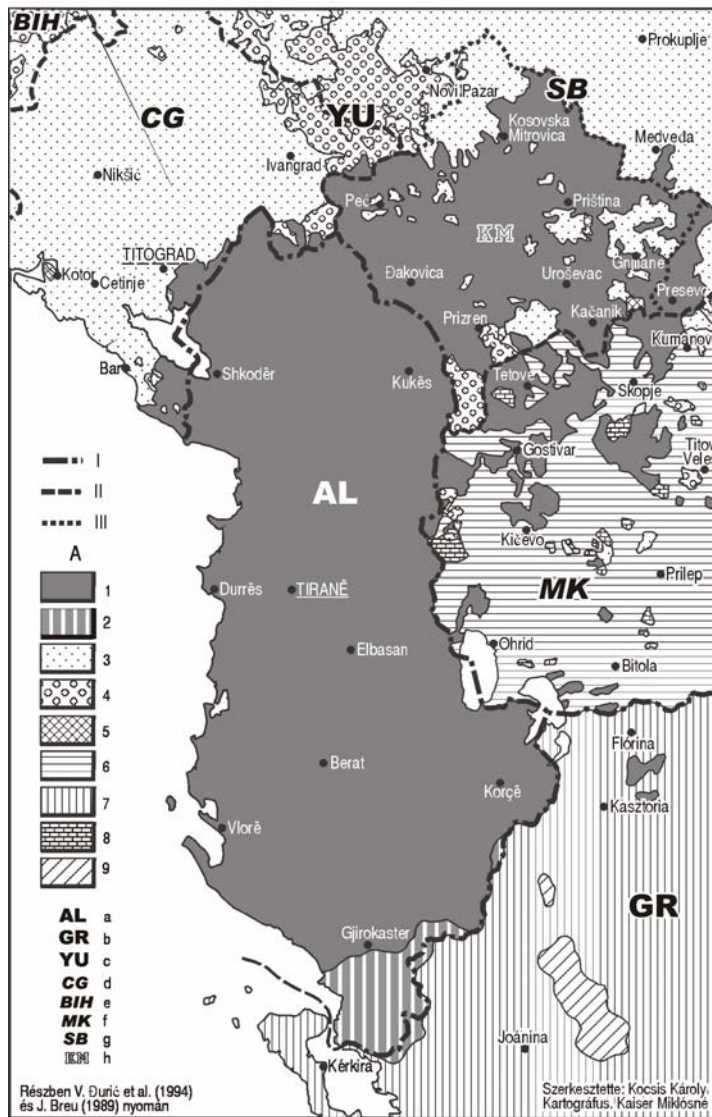 BIH
Prokuplje
CG
YU
Novi Pazar
SB
Kosovska
Mitrovica
Medveđa
Ivangrad
Nikšić
Peć
Priština
KM
TITOGRAD
Gnjilane
Kotor
Cetinje
Đakovica
Uroševac
Preševo
Prizren
Kačanik
Kumanov
Bar
Shkodër
Kukës
Tetove
Skopje
Gostivar
Titov
Veles
I
II
III
AL
Kičevo
A
1
2
3
4
5
6
7
8
9
Durrës
TIRANË
MK
Prilep
Elbasan
Ohrid
Bitola
Berat
Flórina
Korçë
Kasztoria
Vlorë
GR
Gjirokaster
AL a
GR b
YU c
CG d
BIH e
MK f
SB g
KM h
Joánina
Kérkira
Részben V. Đurić et al. (1994)
és J. Breu (1989) nyomán
Szerkesztette: Kocsis Károly
Kartográfus. Kaiser Miklósné